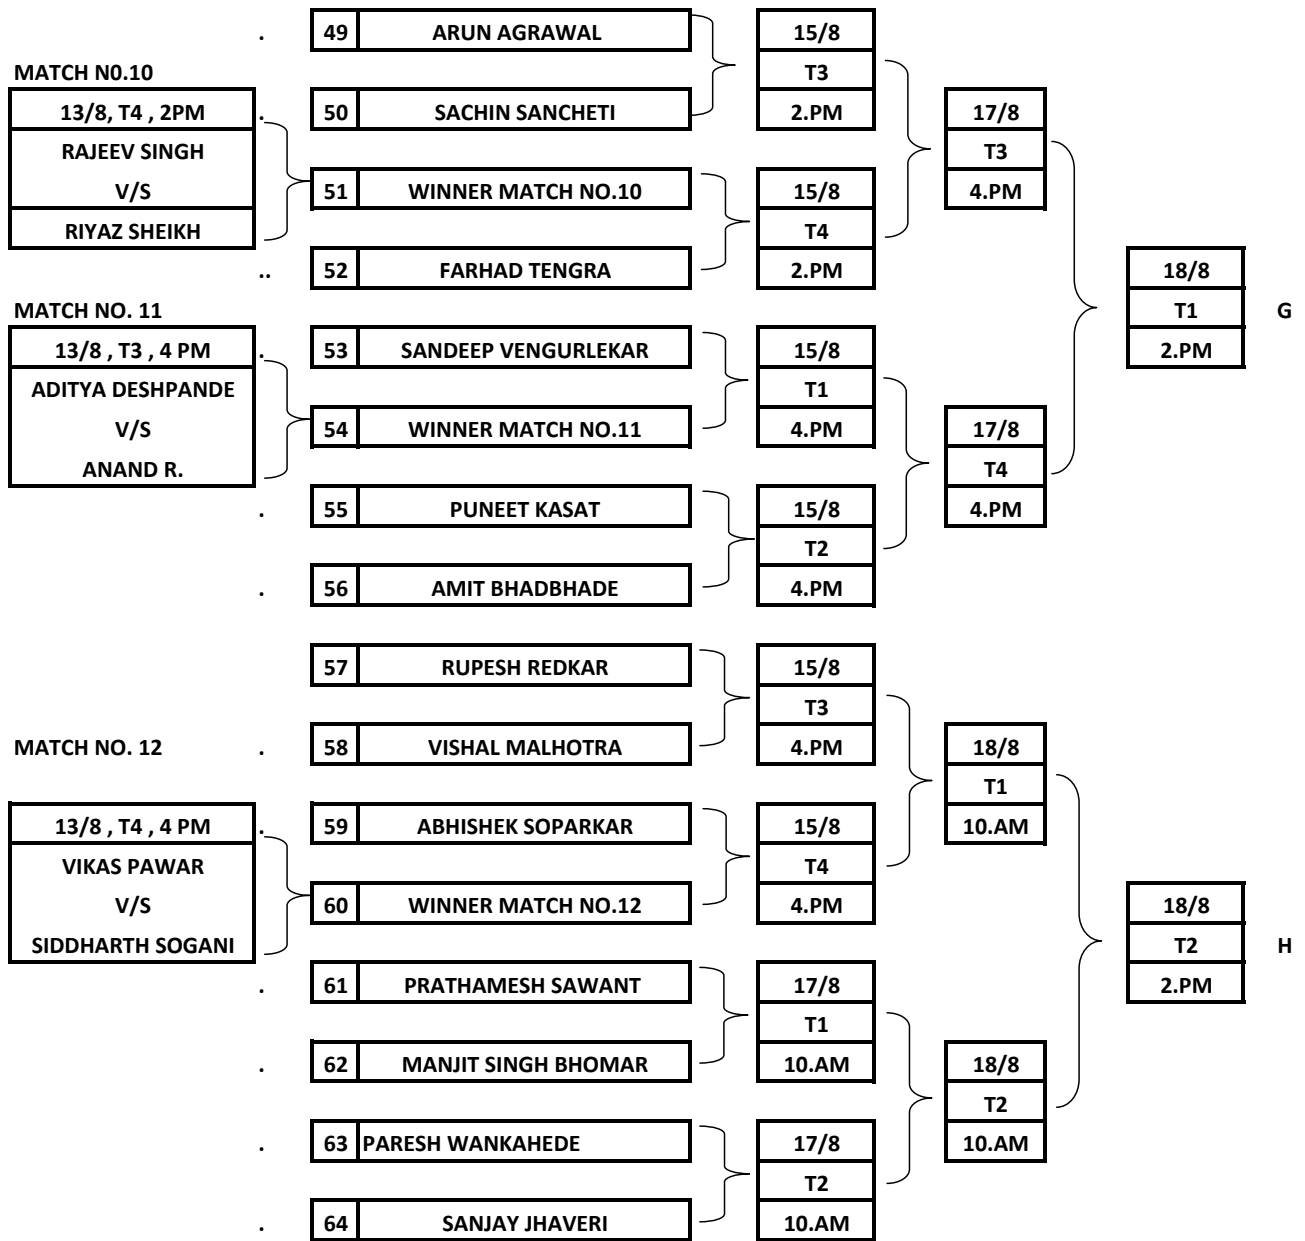 . 49 ARUN AGRAWAL 15/8
MATCH N0.10 T3
13/8, T4 , 2PM . 50 SACHIN SANCHETI 2.PM 17/8
RAJEEV SINGH T3
V/S 51 WINNER MATCH NO.10 15/8 4.PM
RIYAZ SHEIKH T4
.. 52 FARHAD TENGRA 2.PM 18/8
MATCH NO. 11 T1 G
13/8 , T3 , 4 PM . 53 SANDEEP VENGURLEKAR 15/8 2.PM
ADITYA DESHPANDE T1
V/S 54 WINNER MATCH NO.11 4.PM 17/8
ANAND R. T4
. 55 PUNEET KASAT 15/8 4.PM
T2
. 56 AMIT BHADBHADE 4.PM
57 RUPESH REDKAR 15/8
T3
MATCH NO. 12 . 58 VISHAL MALHOTRA 4.PM 18/8
T1
13/8 , T4 , 4 PM . 59 ABHISHEK SOPARKAR 15/8 10.AM
VIKAS PAWAR T4
V/S 60 WINNER MATCH NO.12 4.PM 18/8
SIDDHARTH SOGANI T2 H
. 61 PRATHAMESH SAWANT 17/8 2.PM
T1
. 62 MANJIT SINGH BHOMAR 10.AM 18/8
T2
. 63 PARESH WANKAHEDE 17/8 10.AM
T2
. 64 SANJAY JHAVERI 10.AM